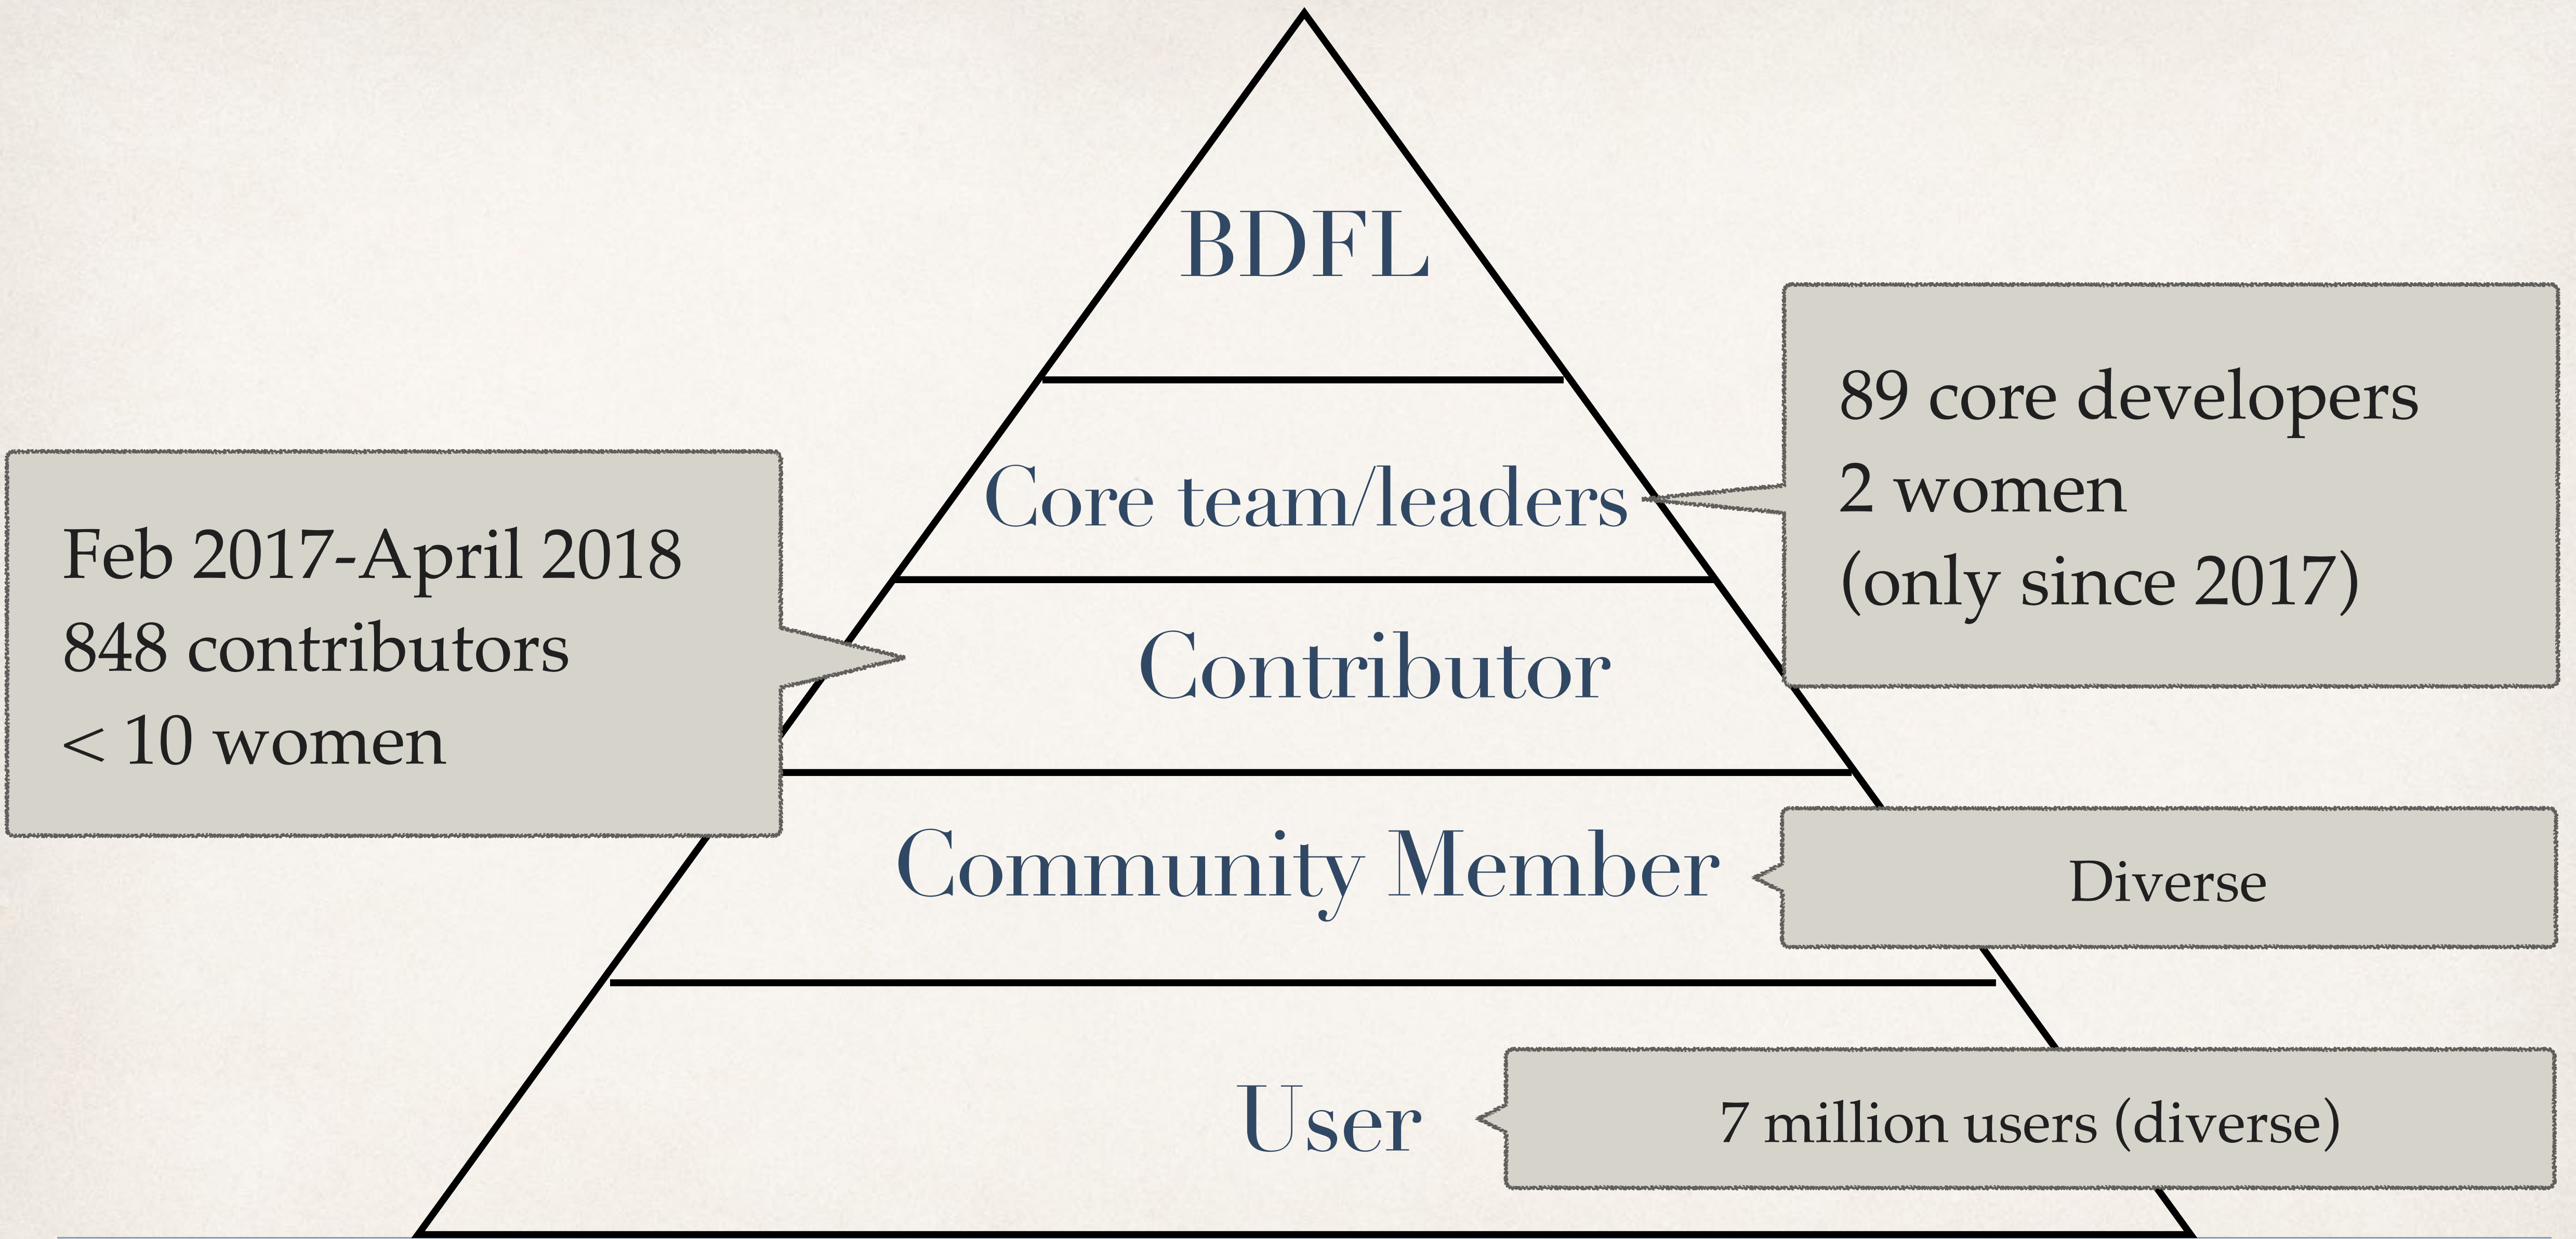 BDFL
Core team/leaders
89 core developers
2 women
(only since 2017)
Feb 2017-April 2018
848 contributors
< 10 women
Contributor
Community Member
Diverse
User
7 million users (diverse)